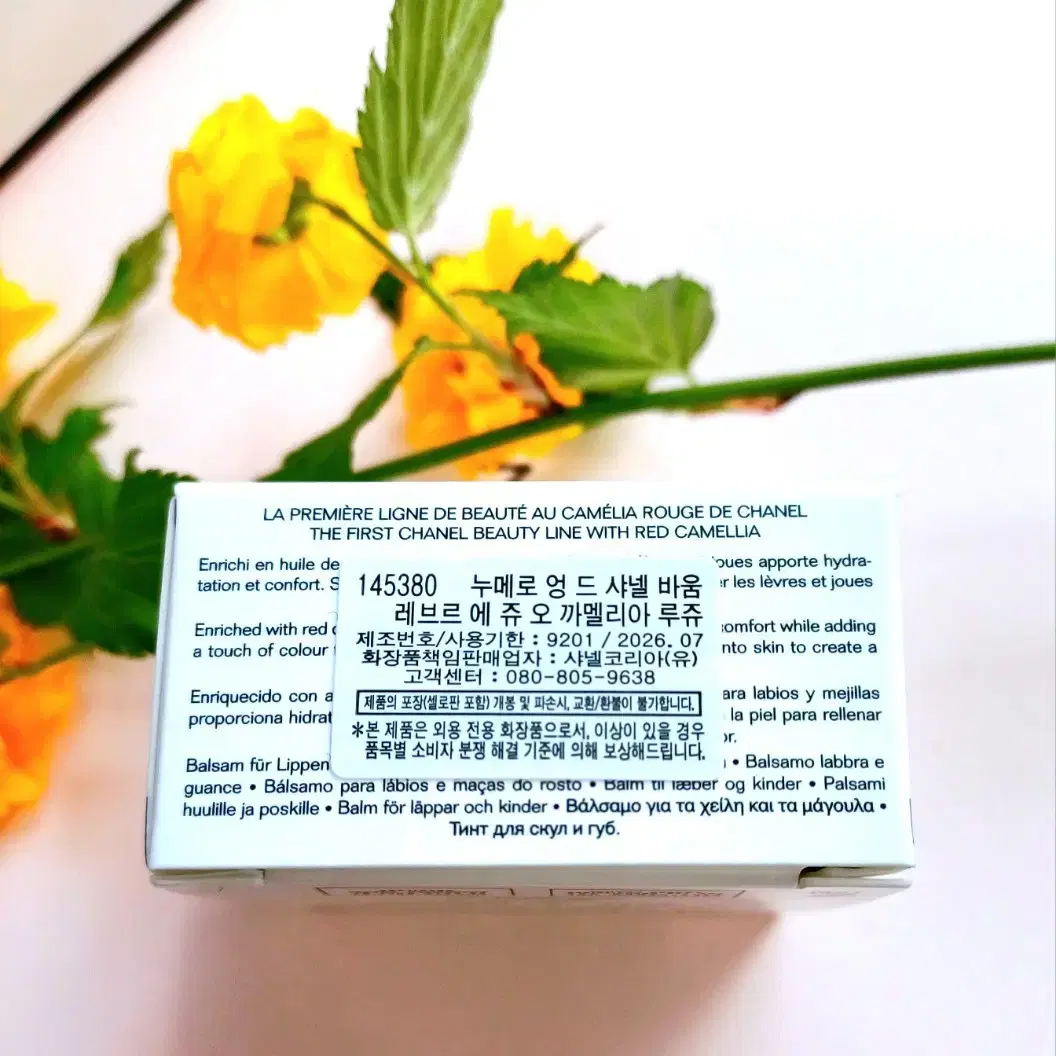 LA PREMIÈRE LIGNE DE BEAUTÉ AU CAMÉLIA ROUGE DE CHANEL
THE FIRST CHANEL BEAUTY LINE WITH RED CAMELLIA
Enrichi en huile de
joues apporte hydra-
tation et confort.
er les lèvres et joues
Enriched with red
comfort while adding
a touch of colour
nto skin to create a
Enriquecido con a
ara labios y mejillas
proporciona hidrat
la piel para rellenar
or.
Balsam für Lippen
• Balsamo labbra e
guance • Bálsamo para lábios e maças do rosto • Balm til læber og kinder • Palsami
huulille ja poskille • Balm för läppar och kinder • Βάλσαμο για τα χείλη και τα μάγουλα •
Тинт для скул и губ.
145380 누메로 엉 드 샤넬 바움
레브르 에 쥬 오 까멜리아 루쥬
제조번호/사용기한 : 9201 / 2026. 07
화장품책임판매업자 : 샤넬코리아(유)
고객센터 : 080-805-9638
제품의 포장(셀로판 포함) 개봉 및 파손시, 교환/환불이 불가합니다.
*본 제품은 외용 전용 화장품으로서, 이상이 있을 경우
품목별 소비자 분쟁 해결 기준에 의해 보상해드립니다.